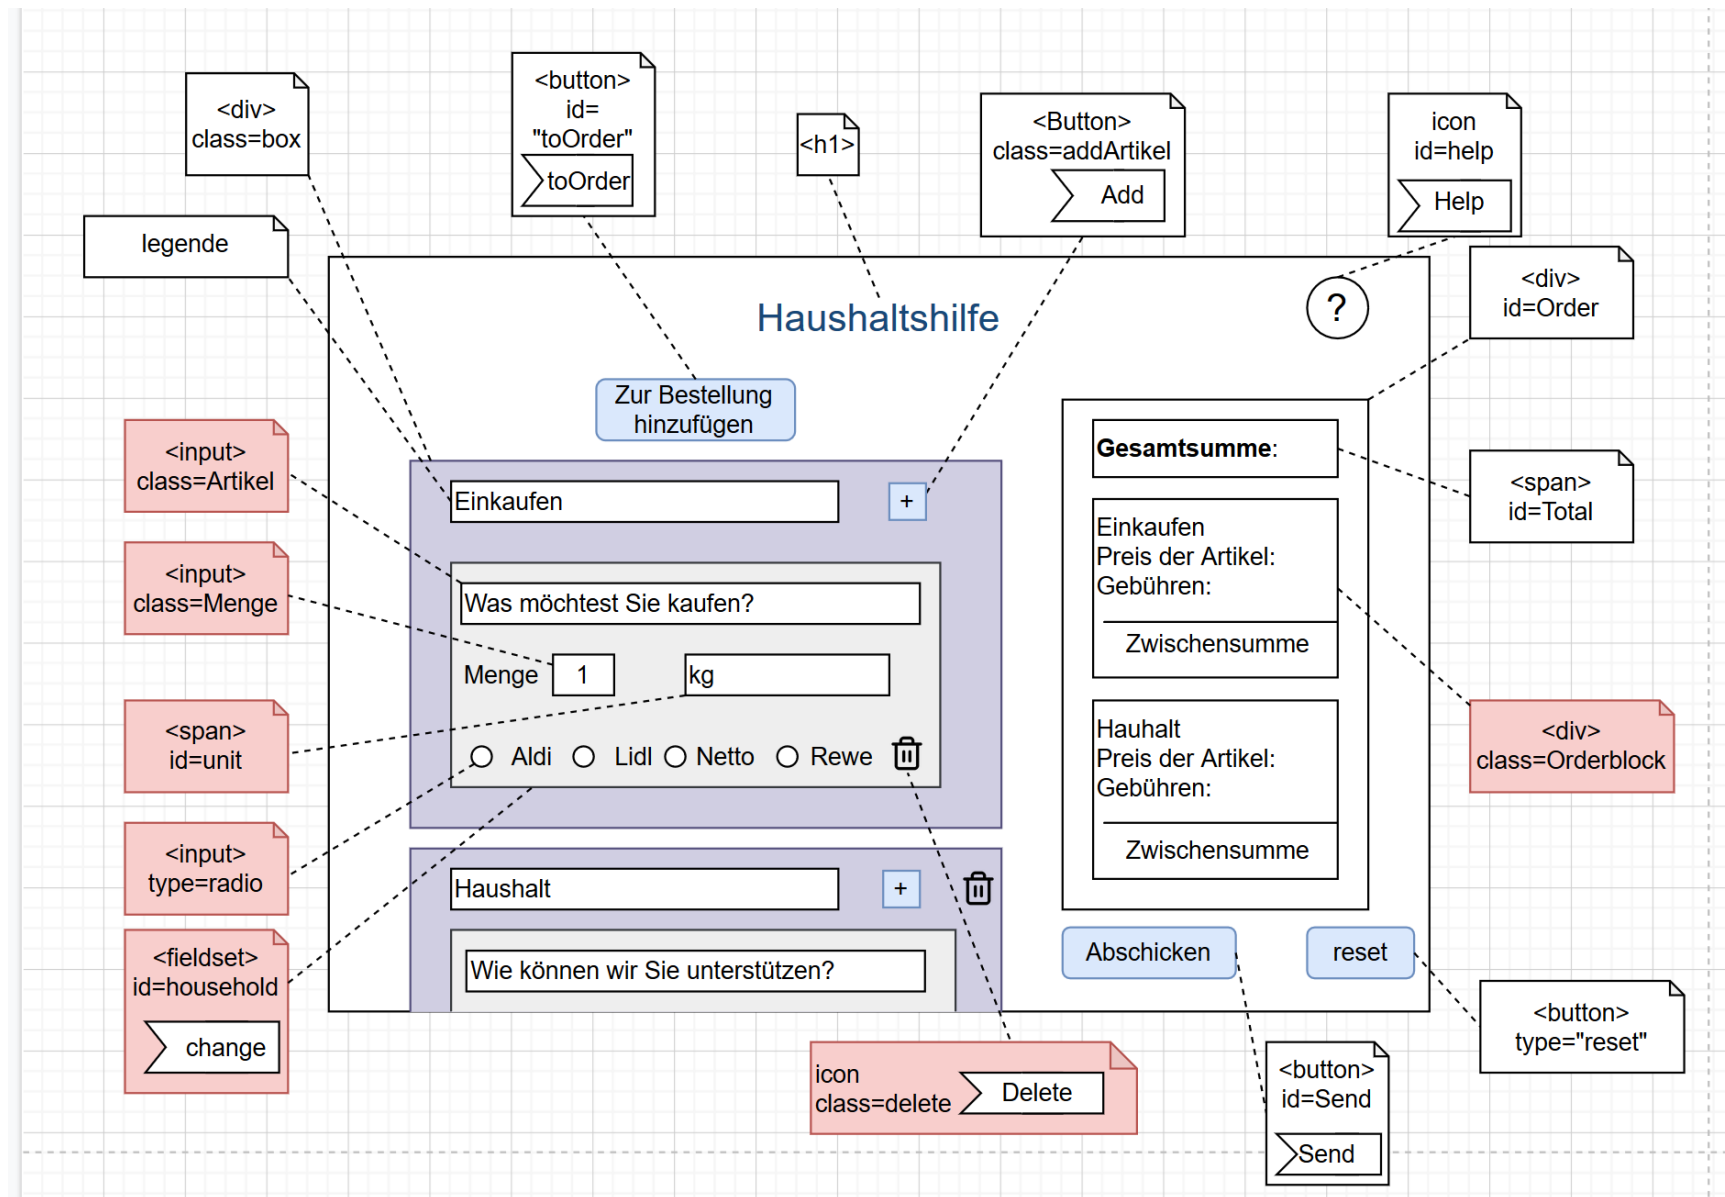 <div>
class=box
<button>
id=
"toOrder"
toOrder
<h1>
<Button>
class=addArtikel
Add
icon
id=help
Help
legende
<div>
id=Order
Haushaltshilfe
?
Zur Bestellung
hinzufügen
<input>
class=Artikel
Einkaufen
+
Gesamtsumme:
<span>
id=Total
Einkaufen
Preis der Artikel:
Gebühren:
Zwischensumme
<input>
class=Menge
Was möchtest Sie kaufen?
Menge
1
kg
<span>
id=unit
Aldi
Lidl
Netto
Rewe
Hauhalt
Preis der Artikel:
Gebühren:
Zwischensumme
<div>
class=Orderblock
<input>
type=radio
Haushalt
+
<fieldset>
id=household
change
Wie können wir Sie unterstützen?
Abschicken
reset
<button>
type="reset"
icon
class=delete
Delete
<button>
id=Send
Send